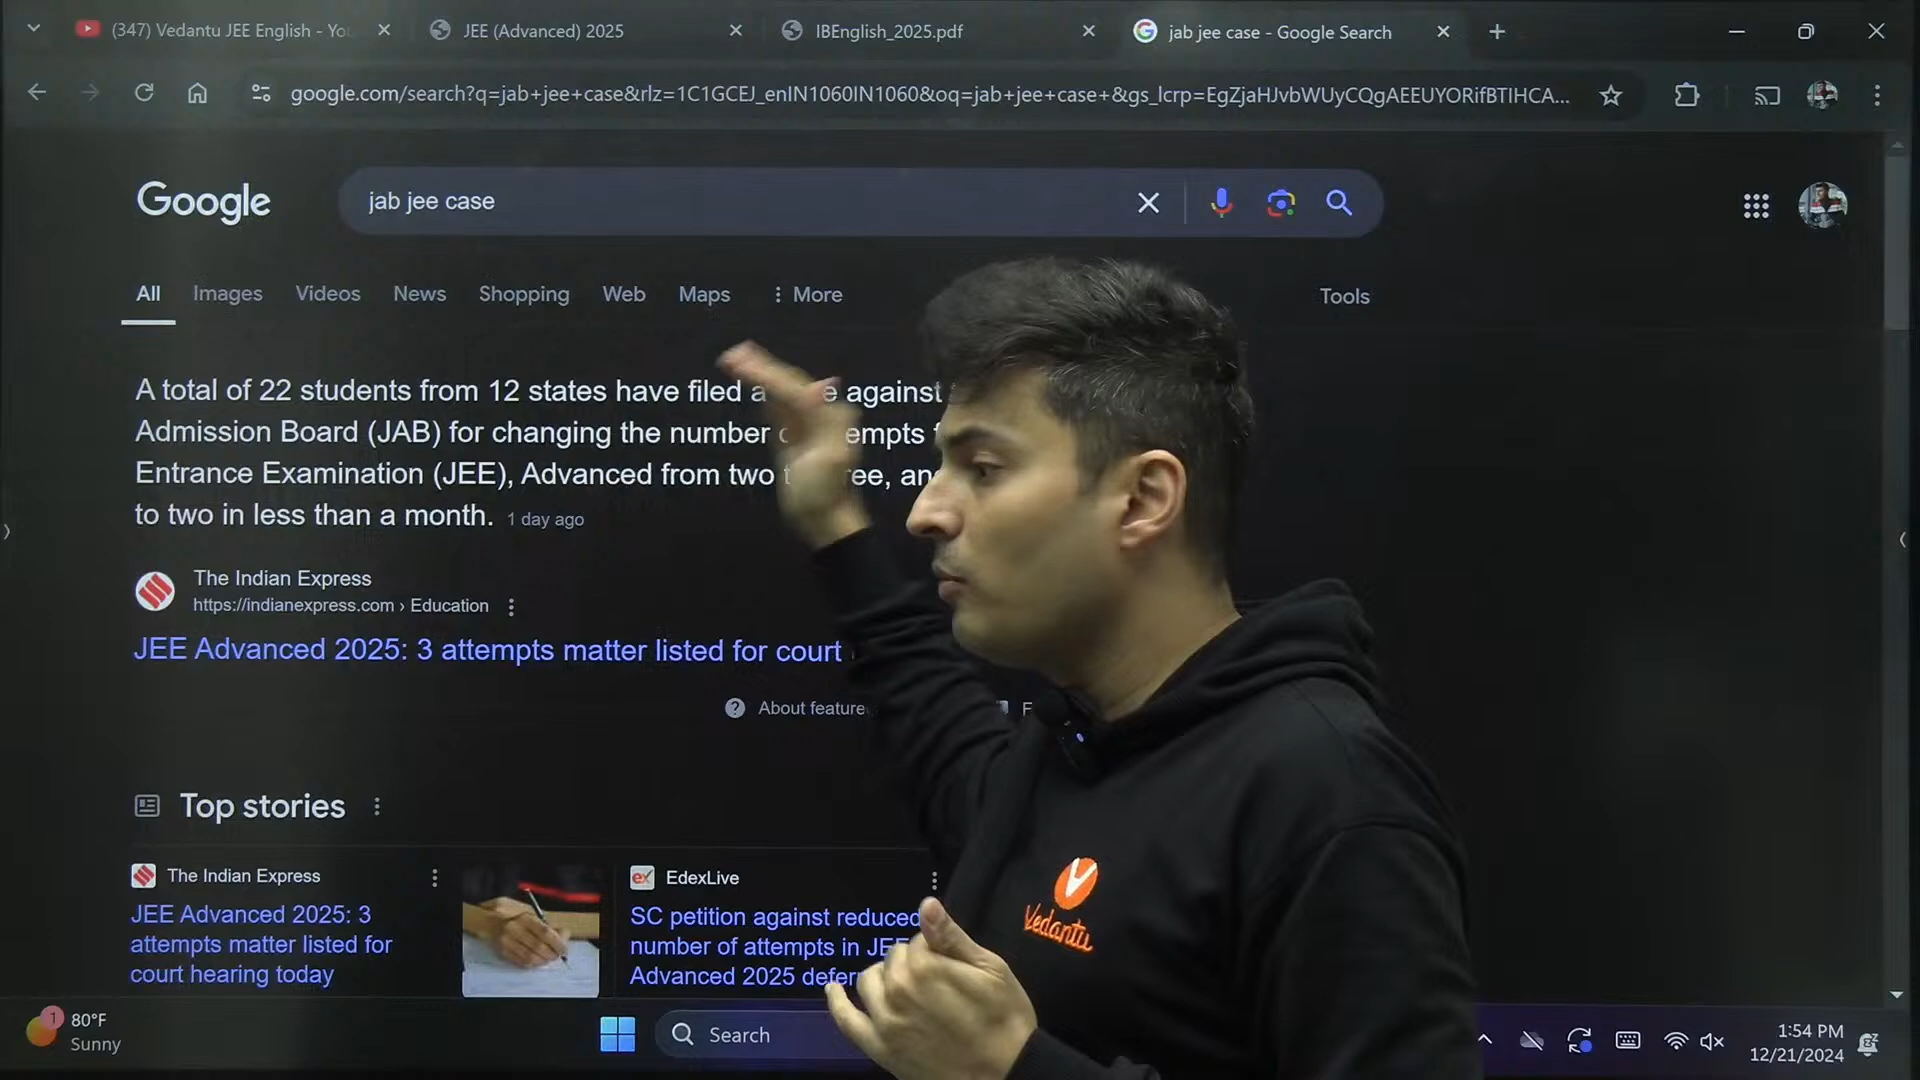 (347) Vedantu JEE English - Yo
JEE (Advanced) 2025
IBEnglish_2025.pdf
jab jee case - Google Search
google.com/search?q=jab+jee+case&rlz=1C1GCEJ_enIN1060IN1060&oq=jab+jee+case+&gs_lcrp=EgZjaHJvbWUyCQgAEEUYORifBTIHCA...
Google
jab jee case
All
Images
Videos
News
Shopping
Web
Maps
More
Tools
A total of 22 students from 12 states have filed a against
Admission Board (JAB) for changing the number
Entrance Examination (JEE), Advanced from two
to two in less than a month. 1 day ago
The Indian Express
https://indianexpress.com › Education
JEE Advanced 2025: 3 attempts matter listed for court
About feature
Top stories
The Indian Express
JEE Advanced 2025: 3
attempts matter listed for
court hearing today
EdexLive
SC petition against reduced
number of attempts in JEE
Advanced 2025
V
Vedantu
1
80°F
Sunny
Search
1:54 PM
12/21/2024